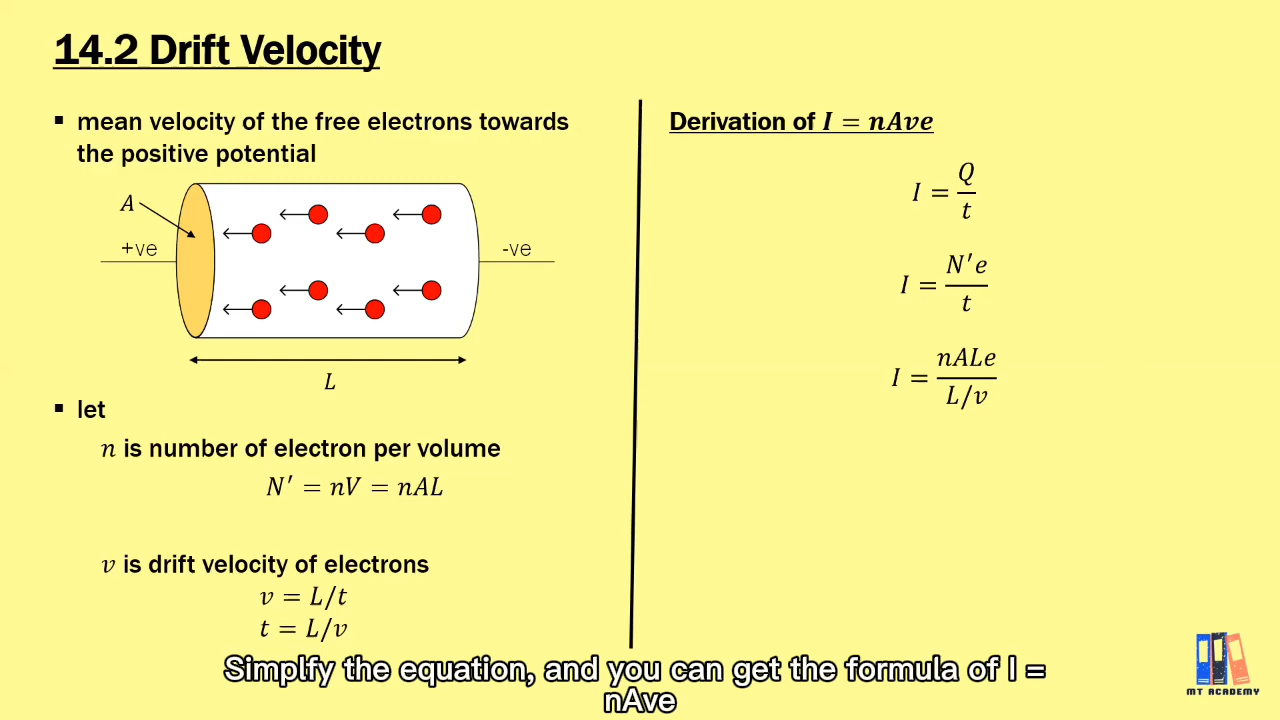 14.2 Drift Velocity
▪ mean velocity of the free electrons towards
the positive potential
A
+ve
-ve
L
▪ let
n is number of electron per volume
N′ = nV = nAL
v is drift velocity of electrons
v = L/t
t = L/v
Derivation of I = nAve
I = Q/t
I = N′e/t
I = nALe/(L/v)
Simplfy the equation, and you can get the formula of I =
nAve
MT ACADEMY